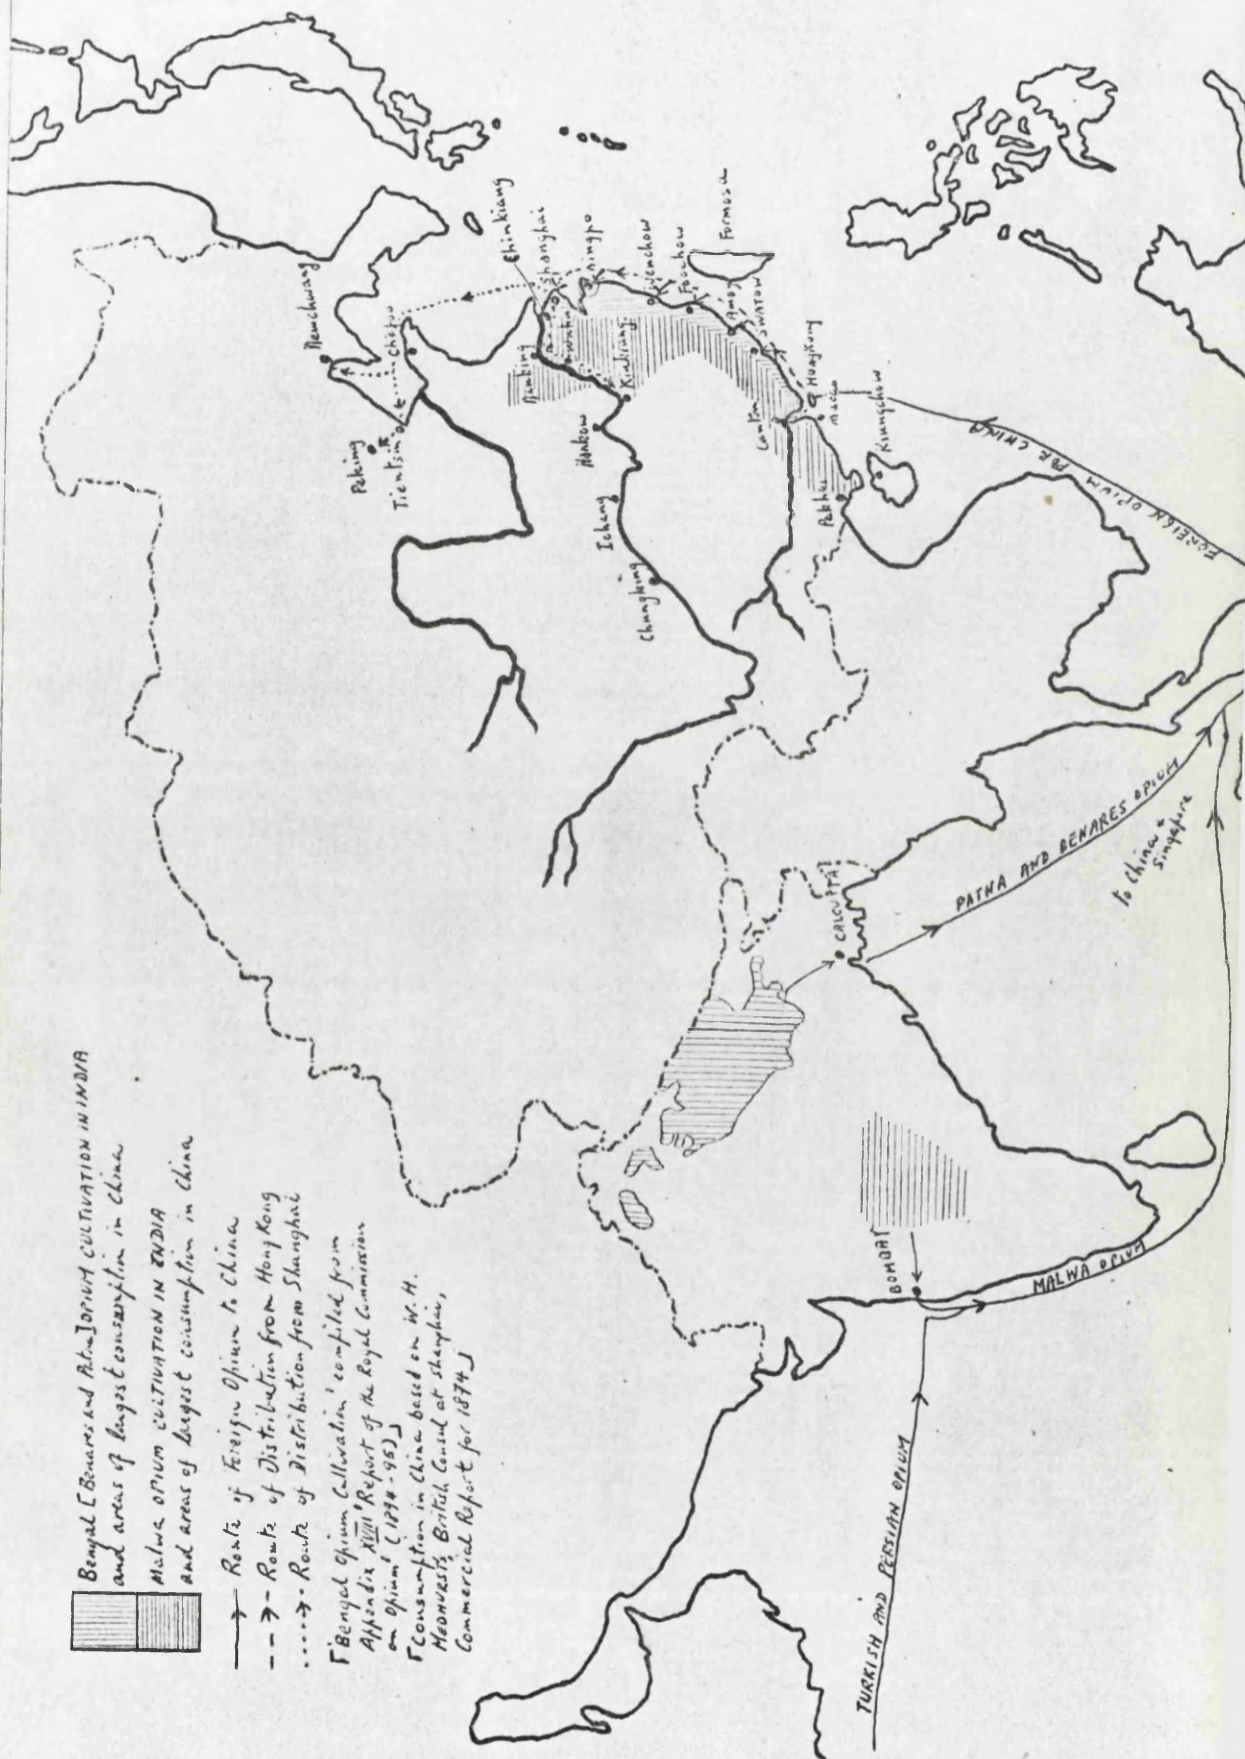 Bengal [Benares and Patna] OPIUM CULTIVATION IN INDIA
and areas of largest consumption in China
Malwa OPIUM CULTIVATION IN INDIA
and areas of largest consumption in China
Route of Foreign Opium to China
Route of Distribution from Hong Kong
Route of Distribution from Shanghai
['Bengal Opium Cultivation' compiled from
Appendix XVIII 'Report of the Royal Commission
on Opium' (1894-95)]
[Consumption in China based on W.H.
MEDHURST'S British Consul at Shanghai,
Commercial Report for 1874]
Newchwang
Peking
Tientsin
Chefoo
Chinkiang
Shanghai
Ningpo
Nanking
Wuhu
Kiukiang
Hankow
Ichang
Chungking
Wenchow
Foochow
Formosa
Amoy
Swatow
Canton
Hongkong
Macao
Kiungchow
Pakhoi
FOREIGN OPIUM FOR CHINA
CALCUTTA
PATNA AND BENARES OPIUM
to China &
Singapore
BOMBAY
MALWA OPIUM
TURKISH AND PERSIAN OPIUM